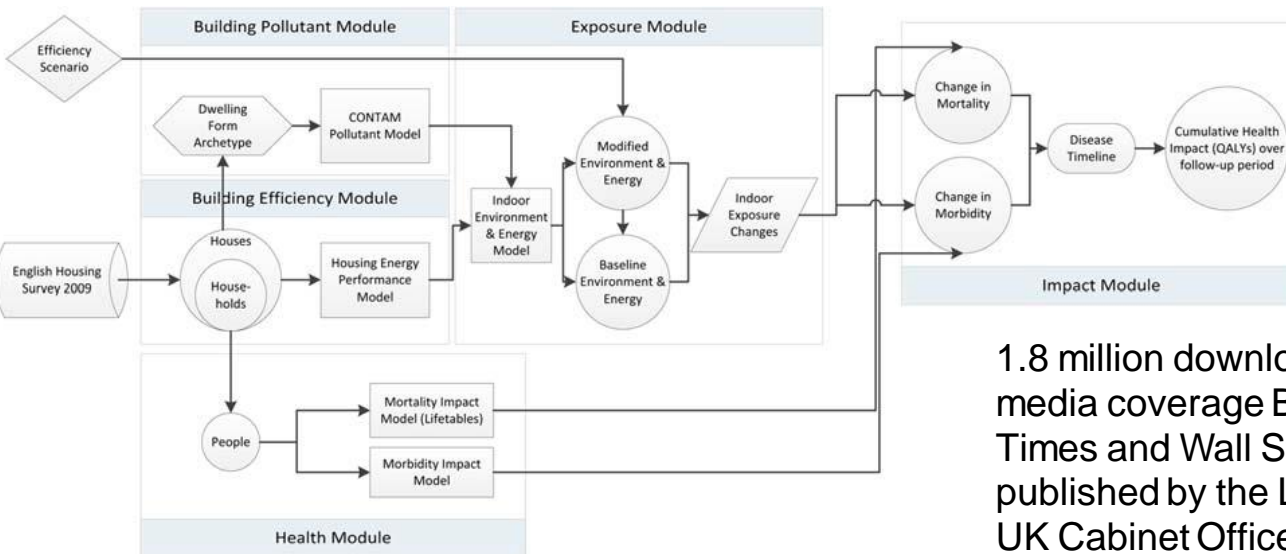 Building Pollutant Module
Exposure Module
Efficiency
Scenario
Dwelling
Form
Archetype
CONTAM
Pollutant Model
Building Efficiency Module
English Housing
Survey 2009
Houses
House-
holds
Housing Energy
Performance
Model
Indoor
Environment
& Energy
Model
Modified
Environment &
Energy
Baseline
Environment &
Energy
Indoor
Exposure
Changes
Change in
Mortality
Change in
Morbidity
Disease
Timeline
Cumulative Health
Impact (QALYs) over
follow-up period
Impact Module
People
Mortality Impact
Model (Lifetables)
Morbidity Impact
Model
Health Module
1.8 million
media coverage
Times and Wall
published by the
UK Cabinet Office